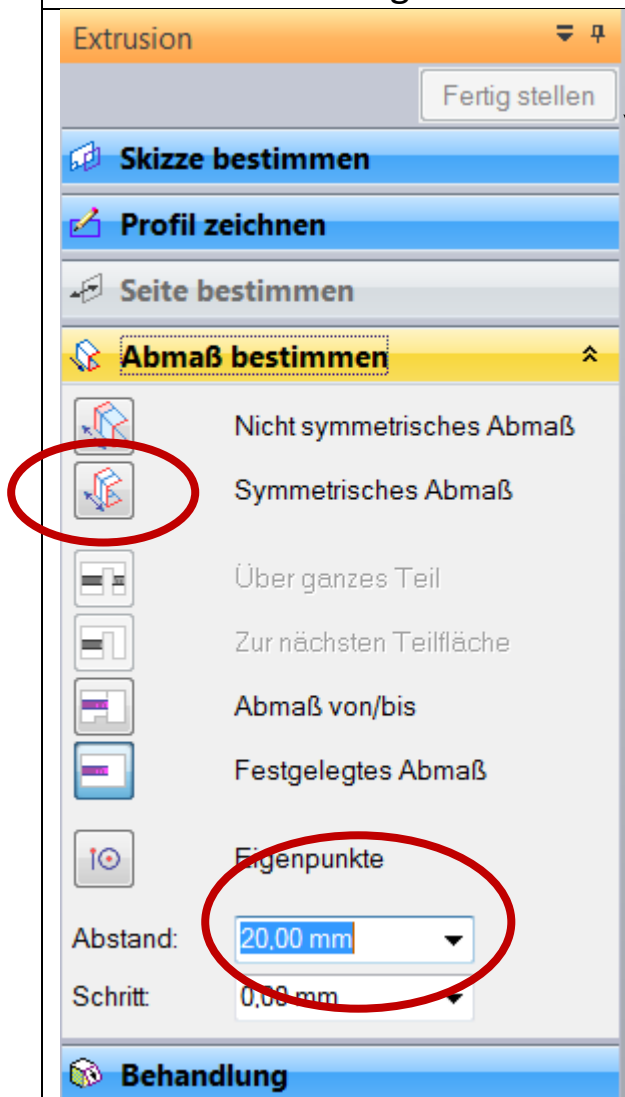 Extrusion
Fertig stellen
Skizze bestimmen
Profil zeichnen
Seite bestimmen
Abmaß bestimmen
Nicht symmetrisches Abmaß
Symmetrisches Abmaß
Über ganzes Teil
Zur nächsten Teilfläche
Abmaß von/bis
Festgelegtes Abmaß
Eigenpunkte
Abstand: 20,00 mm
Schritt: 0,00 mm
Behandlung